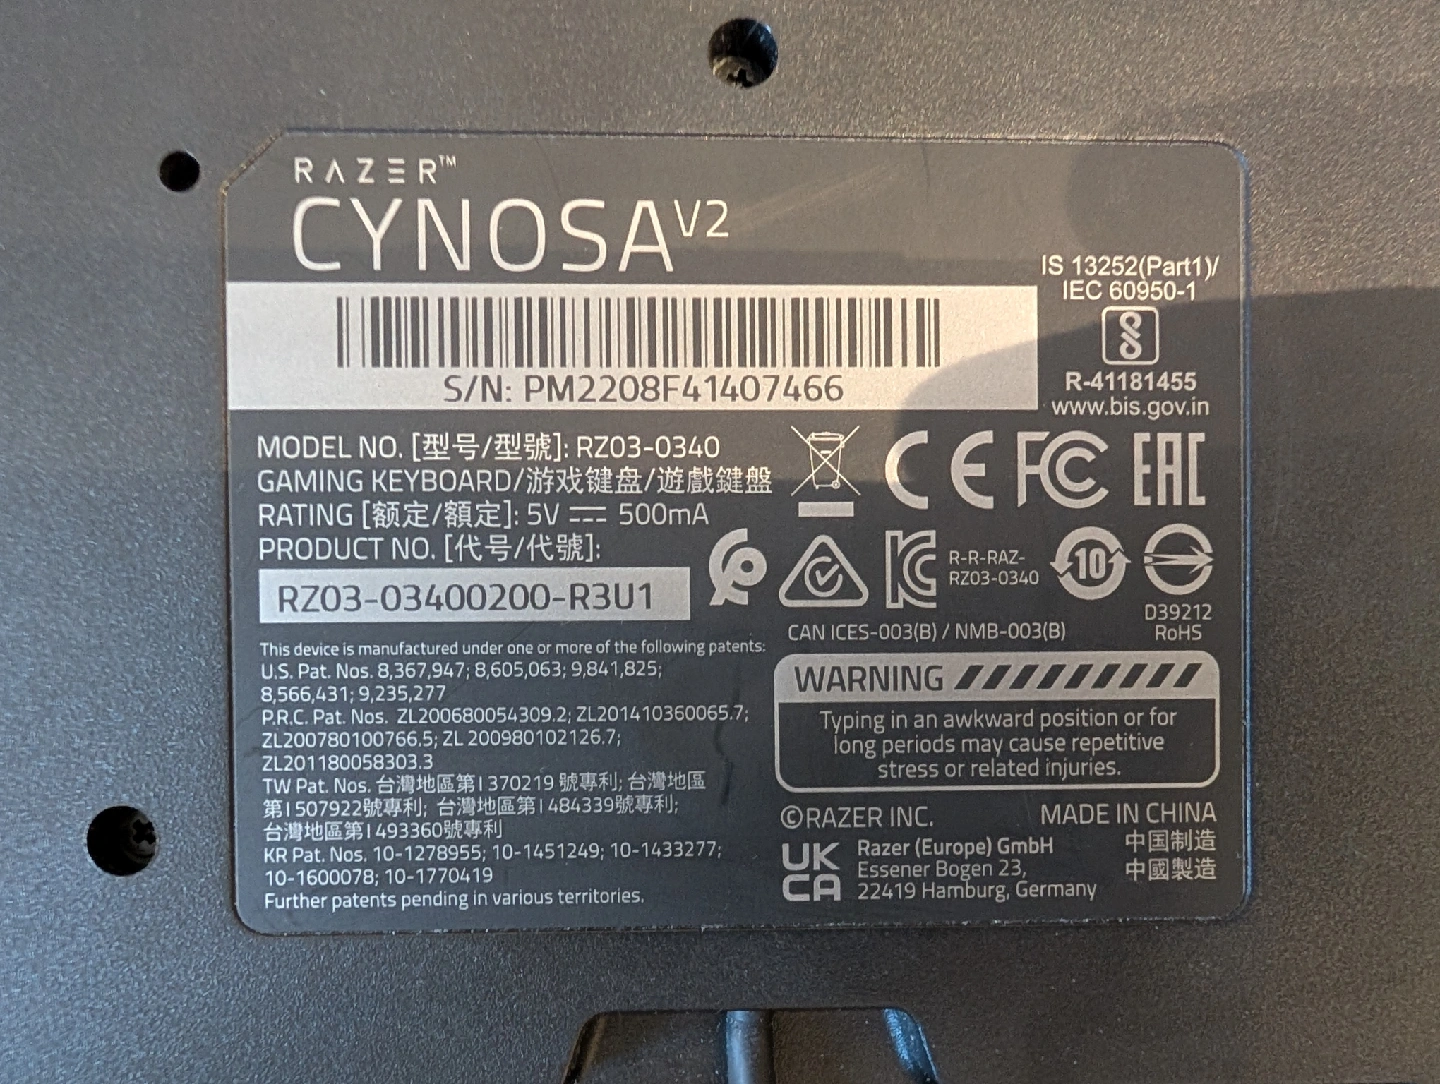 RAZER™
CYNOSA V2
S/N: PM2208F41407466
IS 13252(Part1)/
IEC 60950-1
R-41181455
www.bis.gov.in
MODEL NO. [型号/型號]: RZ03-0340
GAMING KEYBOARD/游戏键盘/遊戲鍵盤
RATING [额定/額定]: 5V ⎓ 500mA
PRODUCT NO. [代号/代號]:
RZ03-03400200-R3U1
CE FC EAC
R-R-RAZ-
RZ03-0340
10
D39212
RoHS
CAN ICES-003(B) / NMB-003(B)
This device is manufactured under one or more of the following patents:
U.S. Pat. Nos. 8,367,947; 8,605,063; 9,841,825;
8,566,431; 9,235,277
P.R.C. Pat. Nos. ZL200680054309.2; ZL201410360065.7;
ZL200780100766.5; ZL 200980102126.7;
ZL201180058303.3
TW Pat. Nos. 台灣地區第I 370219 號專利; 台灣地區
第I 507922號專利; 台灣地區第I 484339號專利;
台灣地區第I 493360號專利
KR Pat. Nos. 10-1278955; 10-1451249; 10-1433277;
10-1600078; 10-1770419
Further patents pending in various territories.
WARNING
Typing in an awkward position or for
long periods may cause repetitive
stress or related injuries.
©RAZER INC.
MADE IN CHINA
中国制造
中國製造
UK
CA
Razer (Europe) GmbH
Essener Bogen 23,
22419 Hamburg, Germany